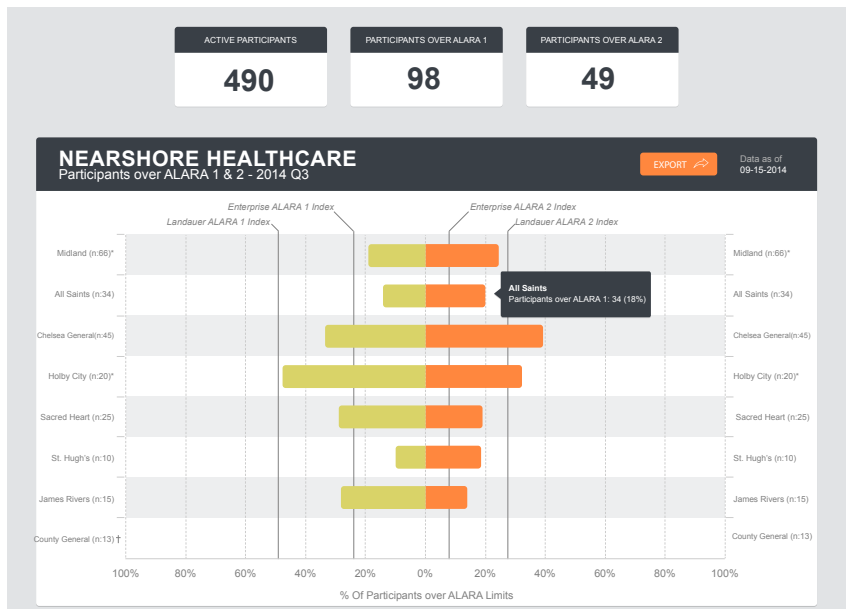 ACTIVE PARTICIPANTS
490
PARTICIPANTS OVER ALARA 1
98
PARTICIPANTS OVER ALARA 2
49
NEARSHORE HEALTHCARE
Participants over ALARA 1 & 2 - 2014 Q3
EXPORT
Data as of
09-15-2014
Enterprise ALARA 1 Index
Enterprise ALARA 2 Index
Landauer ALARA 1 Index
Landauer ALARA 2 Index
Midland (n:66)*
Midland (n:66)*
All Saints (n:34)
All Saints
Participants over ALARA 1: 34 (18%)
All Saints (n:34)
Chelsea General(n:45)
Chelsea General(n:45)
Holby City (n:20)*
Holby City (n:20)*
Sacred Heart (n:25)
Sacred Heart (n:25)
St. Hugh's (n:10)
St. Hugh's (n:10)
James Rivers (n:15)
James Rivers (n:15)
County General (n:13) †
County General (n:13)
100% 80% 60% 40% 20% 0% 20% 40% 60% 80% 100%
% Of Participants over ALARA Limits